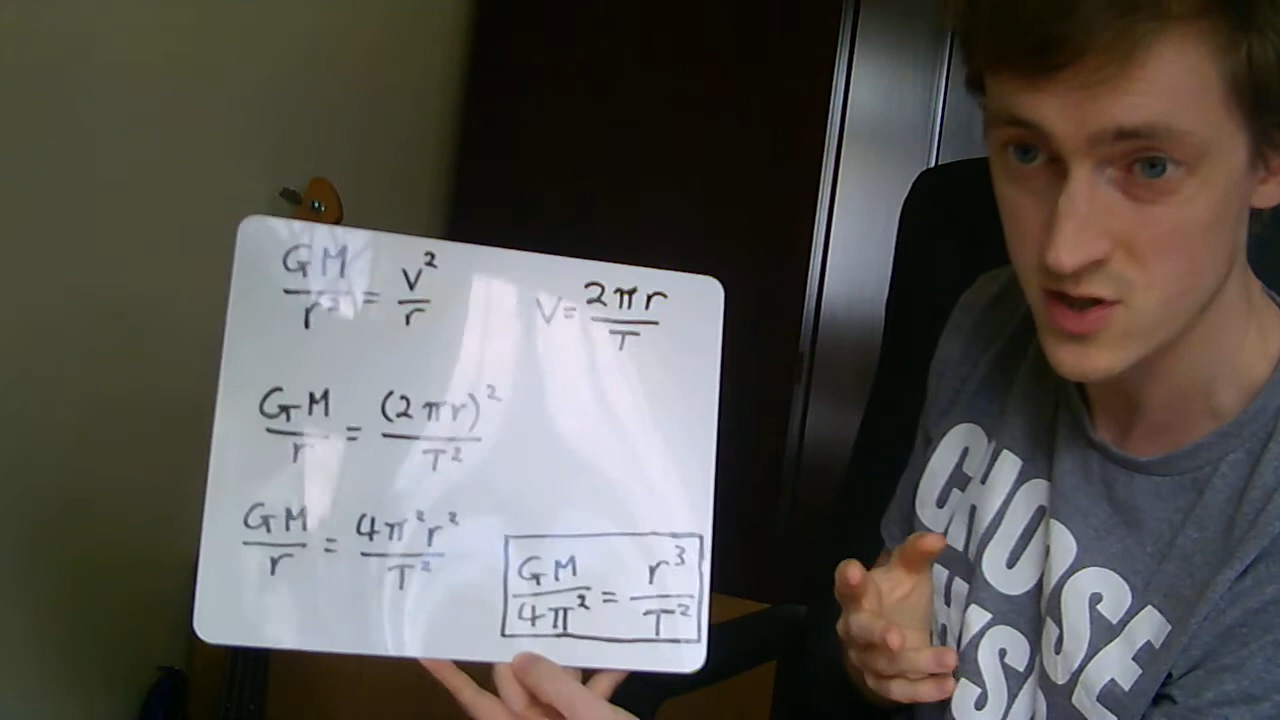 GM/r² = v²/r
v = 2πr/T
GM/r = (2πr)²/T²
GM/r = 4π²r²/T²
GM/4π² = r³/T²
CHOOSE